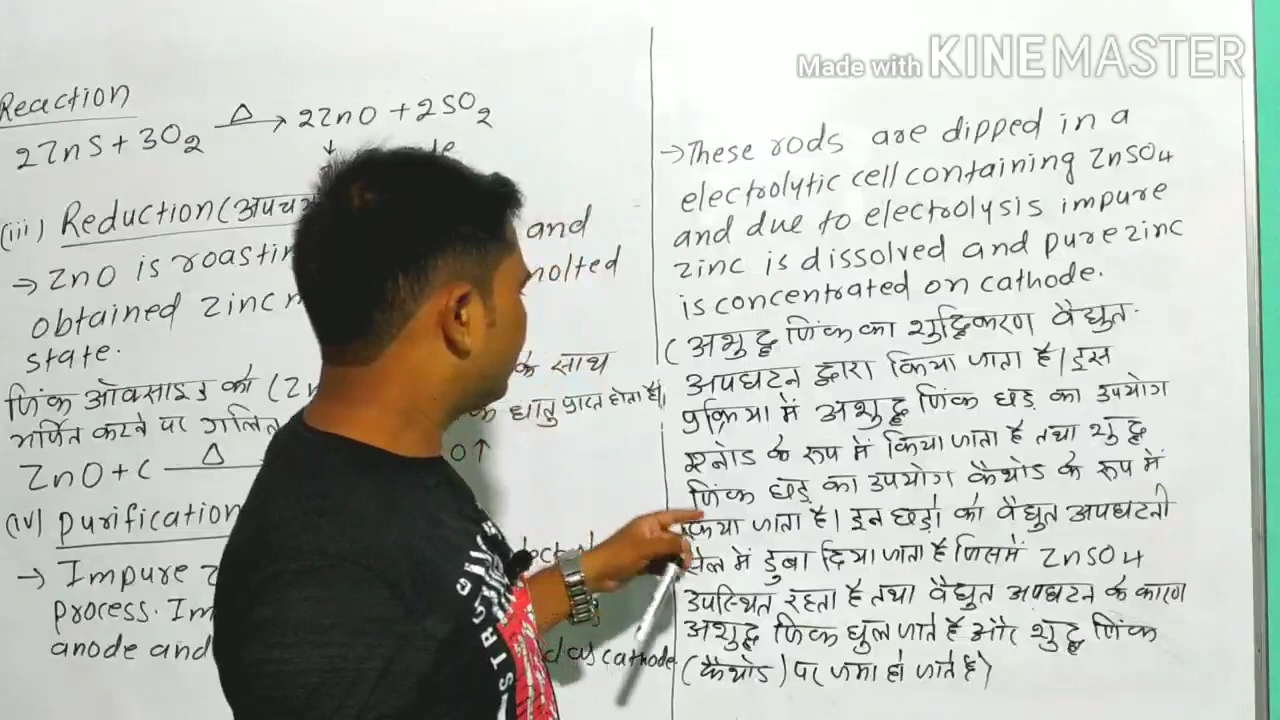 Made with KINEMASTER
Reaction
2ZnS + 3O2 Δ→ 2ZnO + 2SO2
↓
(iii) Reduction (अपचय
and
→ ZnO is roastin
obtained zinc molted
state.
के साथ
जिंक ऑक्साइड को (Zn
धातु प्राप्त होता है।
भर्जित करने पर गलित
ZnO + C Δ O↑
(iv) Purification
→ Impure z
process. Im
anode and d as cathode
→ These rods are dipped in a
electrolytic cell containing ZnSO4
and due to electrolysis impure
zinc is dissolved and pure zinc
is concentrated on cathode.
(अशुद्ध जिंक का शुद्धिकरण वैद्युत-
अपघटन द्वारा किया जाता है। इस
प्रक्रिया में अशुद्ध जिंक छड़ का उपयोग
एनोड के रूप में किया जाता है तथा शुद्ध
जिंक छड़ का उपयोग कैथोड के रूप में
किया जाता है। इन छड़ो को वैद्युत अपघटनी
सेल में डुबा दिया जाता है जिसमें ZnSO4
उपस्थित रहता है तथा वैद्युत अपघटन के कारण
अशुद्ध जिंक घुल जाते है और शुद्ध जिंक
(कैथोड) पर जमा हो जाते है)